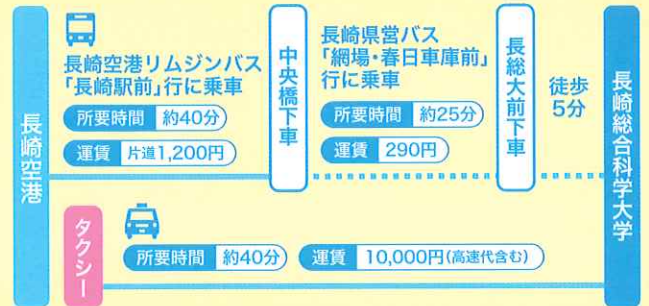 長崎空港
長崎空港リムジンバス
「長崎駅前」行に乗車
所要時間 約40分
運賃 片道1,200円
中央橋下車
長崎県営バス
「網場・春日車庫前」
行に乗車
所要時間 約25分
運賃 290円
長総大前下車
徒歩
5分
長崎総合科学大学
タクシー
所要時間 約40分
運賃 10,000円(高速代含む)